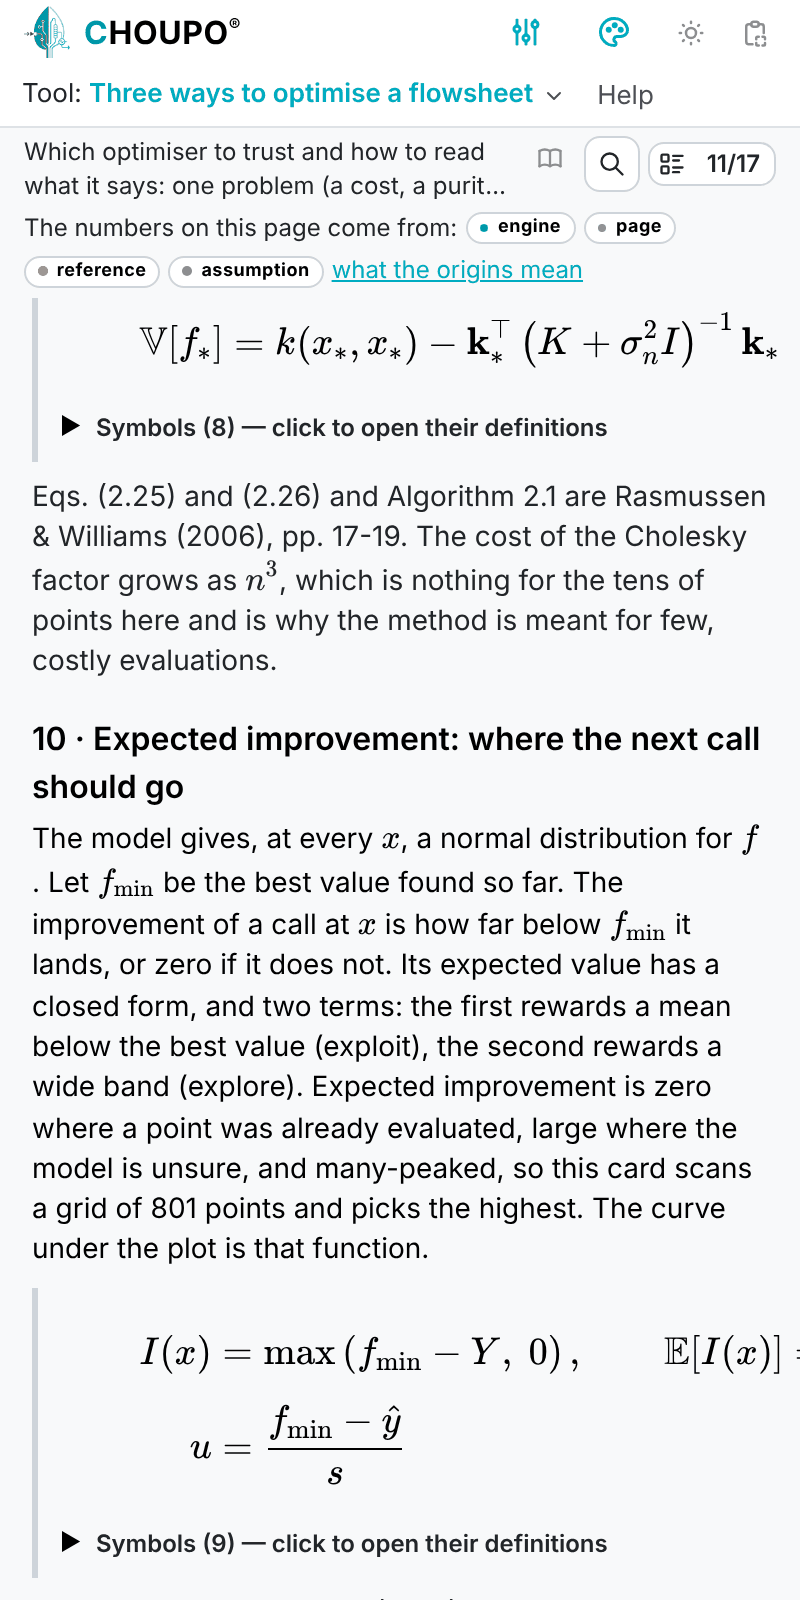 CHOUPO®
Tool: Three ways to optimise a flowsheet Help
Which optimiser to trust and how to read
what it says: one problem (a cost, a purit...
11/17
The numbers on this page come from: engine page
reference assumption what the origins mean
𝕍[f∗] = k(x∗, x∗) − 𝐤∗⊤ (K + σn² I)⁻¹ 𝐤∗
▶ Symbols (8) — click to open their definitions
Eqs. (2.25) and (2.26) and Algorithm 2.1 are Rasmussen
& Williams (2006), pp. 17-19. The cost of the Cholesky
factor grows as n³, which is nothing for the tens of
points here and is why the method is meant for few,
costly evaluations.
10 · Expected improvement: where the next call
should go
The model gives, at every x, a normal distribution for f
. Let fmin be the best value found so far. The
improvement of a call at x is how far below fmin it
lands, or zero if it does not. Its expected value has a
closed form, and two terms: the first rewards a mean
below the best value (exploit), the second rewards a
wide band (explore). Expected improvement is zero
where a point was already evaluated, large where the
model is unsure, and many-peaked, so this card scans
a grid of 801 points and picks the highest. The curve
under the plot is that function.
I(x) = max (fmin − Y, 0), 𝔼[I(x)] =
u = (fmin − ŷ) / s
▶ Symbols (9) — click to open their definitions